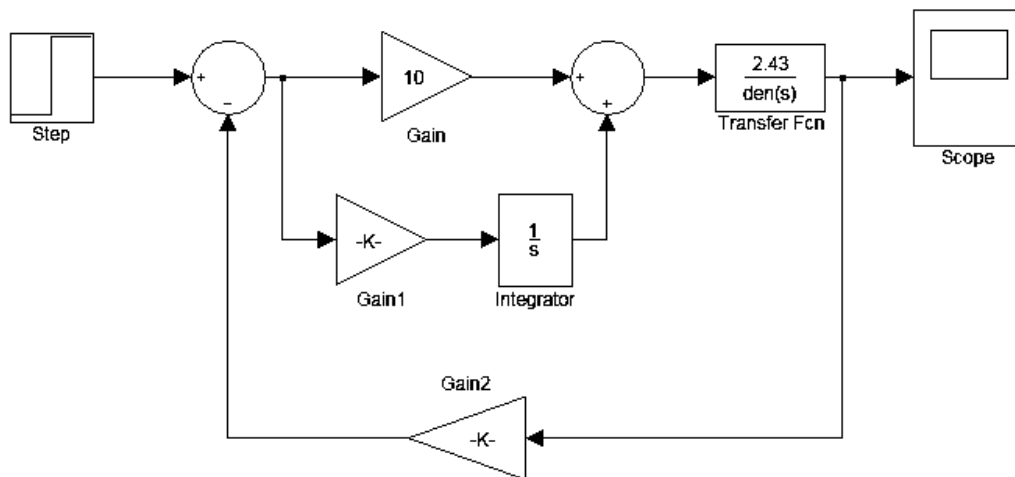 Step
+
−
10
Gain
+
+
2.43
den(s)
Transfer Fcn
Scope
-K-
Gain1
1
s
Integrator
Gain2
-K-